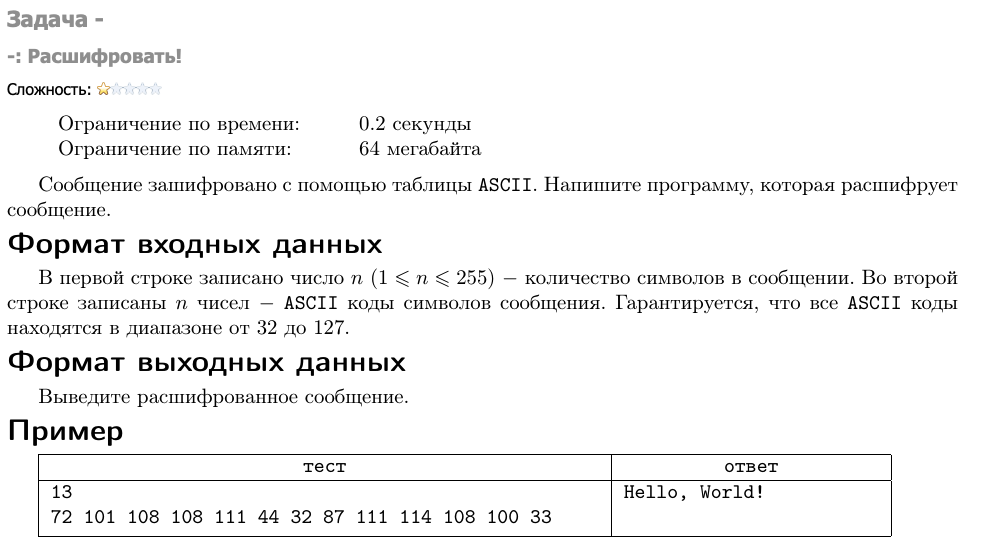 Задача -
-: Расшифровать!
Сложность:
Ограничение по времени: 0.2 секунды
Ограничение по памяти: 64 мегабайта
Сообщение зашифровано с помощью таблицы ASCII. Напишите программу, которая расшифрует
сообщение.
Формат входных данных
В первой строке записано число n (1 ⩽ n ⩽ 255) − количество символов в сообщении. Во второй
строке записаны n чисел − ASCII коды символов сообщения. Гарантируется, что все ASCII коды
находятся в диапазоне от 32 до 127.
Формат выходных данных
Выведите расшифрованное сообщение.
Пример
тест ответ
13 Hello, World!
72 101 108 108 111 44 32 87 111 114 108 100 33